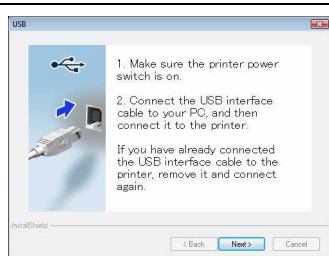 USB
1. Make sure the printer power
switch is on.
2. Connect the USB interface
cable to your PC, and then
connect it to the printer.
If you have already connected
the USB interface cable to the
printer, remove it and connect
again.
InstallShield
< Back
Next >
Cancel